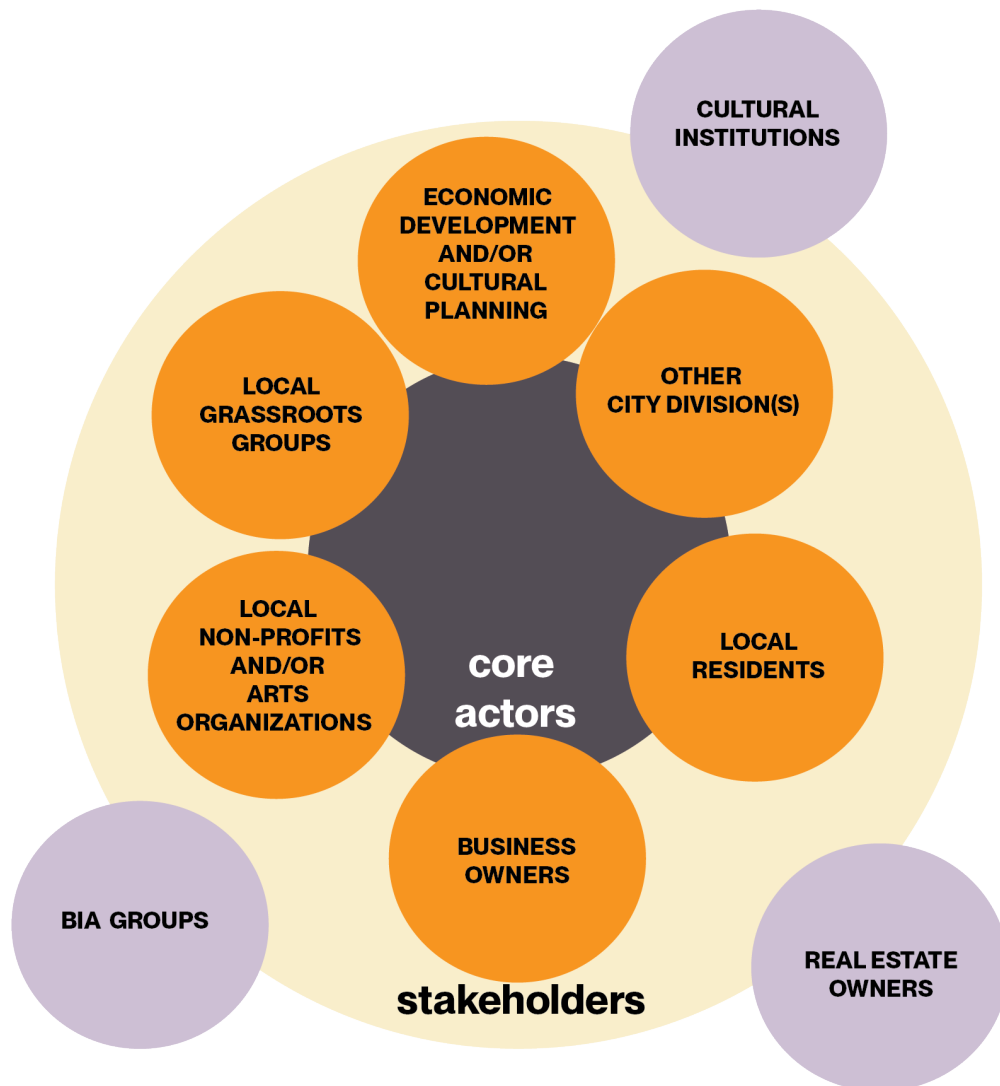 CULTURAL
INSTITUTIONS
ECONOMIC
DEVELOPMENT
AND/OR
CULTURAL
PLANNING
OTHER
CITY DIVISION(S)
LOCAL
GRASSROOTS
GROUPS
LOCAL
NON-PROFITS
AND/OR
ARTS
ORGANIZATIONS
LOCAL
RESIDENTS
core
actors
BUSINESS
OWNERS
BIA GROUPS
REAL ESTATE
OWNERS
stakeholders